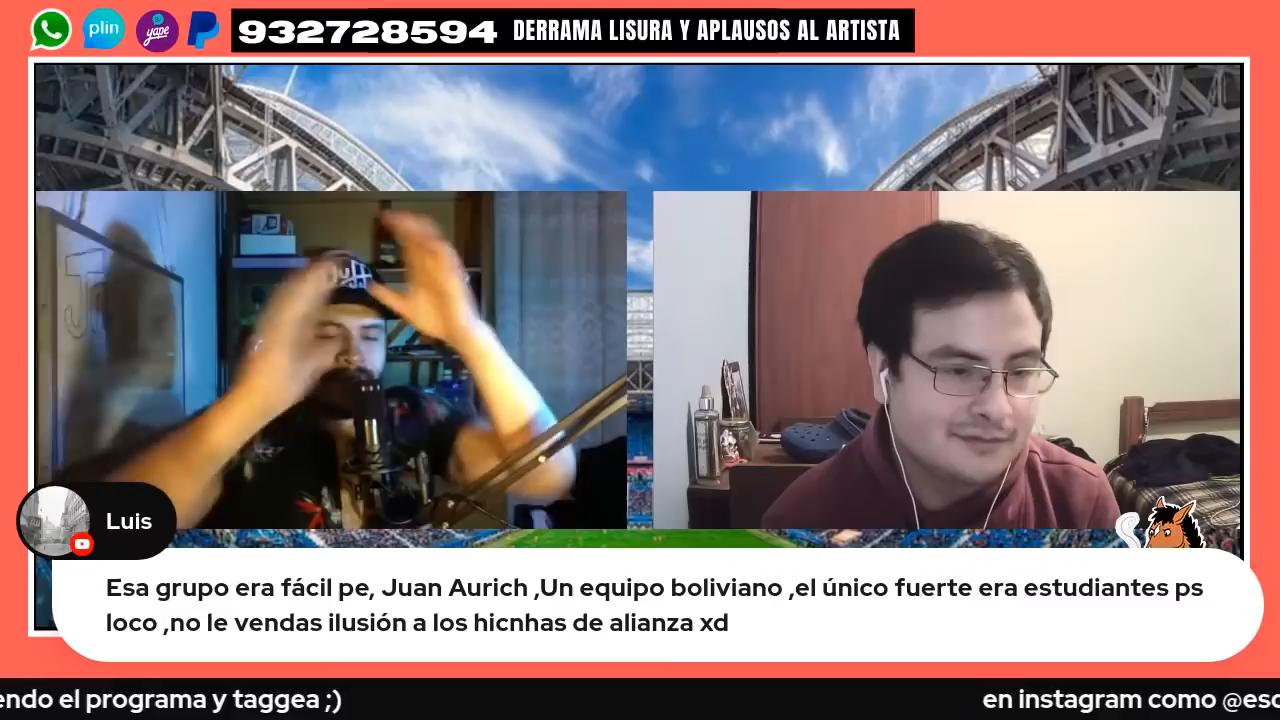 plin
yape
932728594 DERRAMA LISURA Y APLAUSOS AL ARTISTA
Duff
Luis
Esa grupo era fácil pe, Juan Aurich ,Un equipo boliviano ,el único fuerte era estudiantes ps
loco ,no le vendas ilusión a los hicnhas de alianza xd
endo el programa y taggea ;)
en instagram como @eso